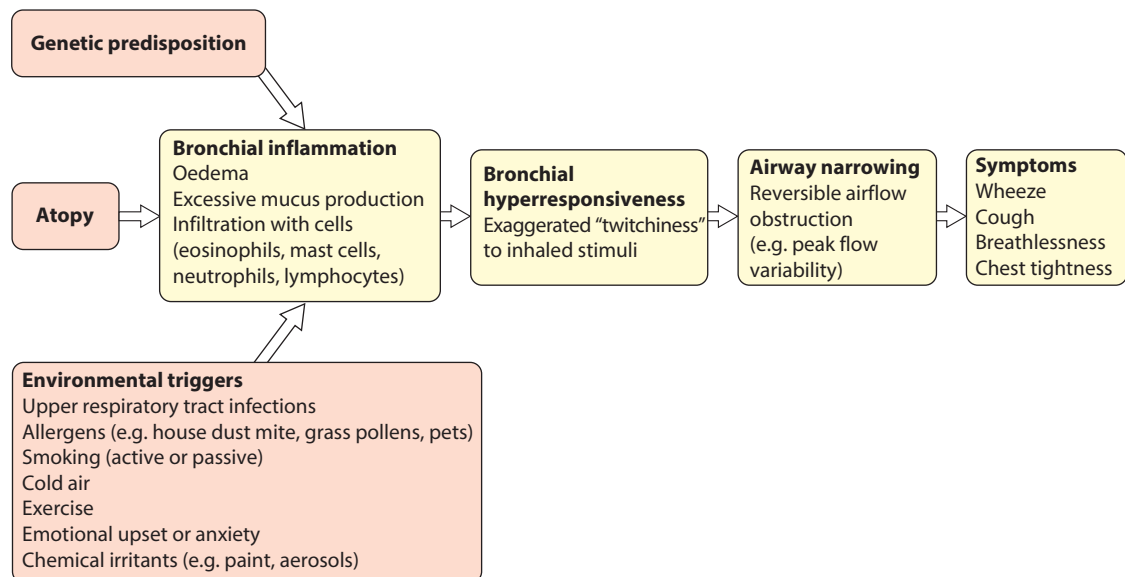 Genetic predisposition
Atopy
Bronchial inflammation
Oedema
Excessive mucus production
Infiltration with cells
(eosinophils, mast cells,
neutrophils, lymphocytes)
Bronchial
hyperresponsiveness
Exaggerated “twitchiness”
to inhaled stimuli
Airway narrowing
Reversible airflow
obstruction
(e.g. peak flow
variability)
Symptoms
Wheeze
Cough
Breathlessness
Chest tightness
Environmental triggers
Upper respiratory tract infections
Allergens (e.g. house dust mite, grass pollens, pets)
Smoking (active or passive)
Cold air
Exercise
Emotional upset or anxiety
Chemical irritants (e.g. paint, aerosols)